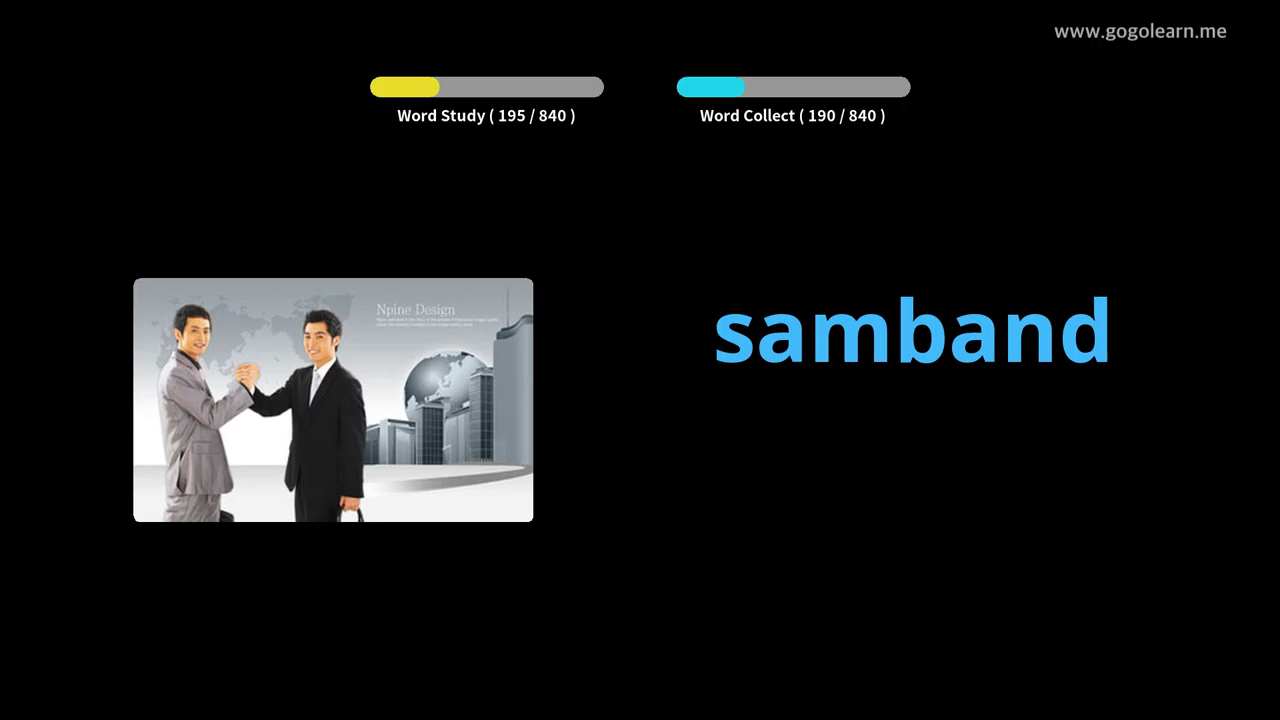 www.gogolearn.me
Word Study ( 195 / 840 )
Word Collect ( 190 / 840 )
Npine Design
samband